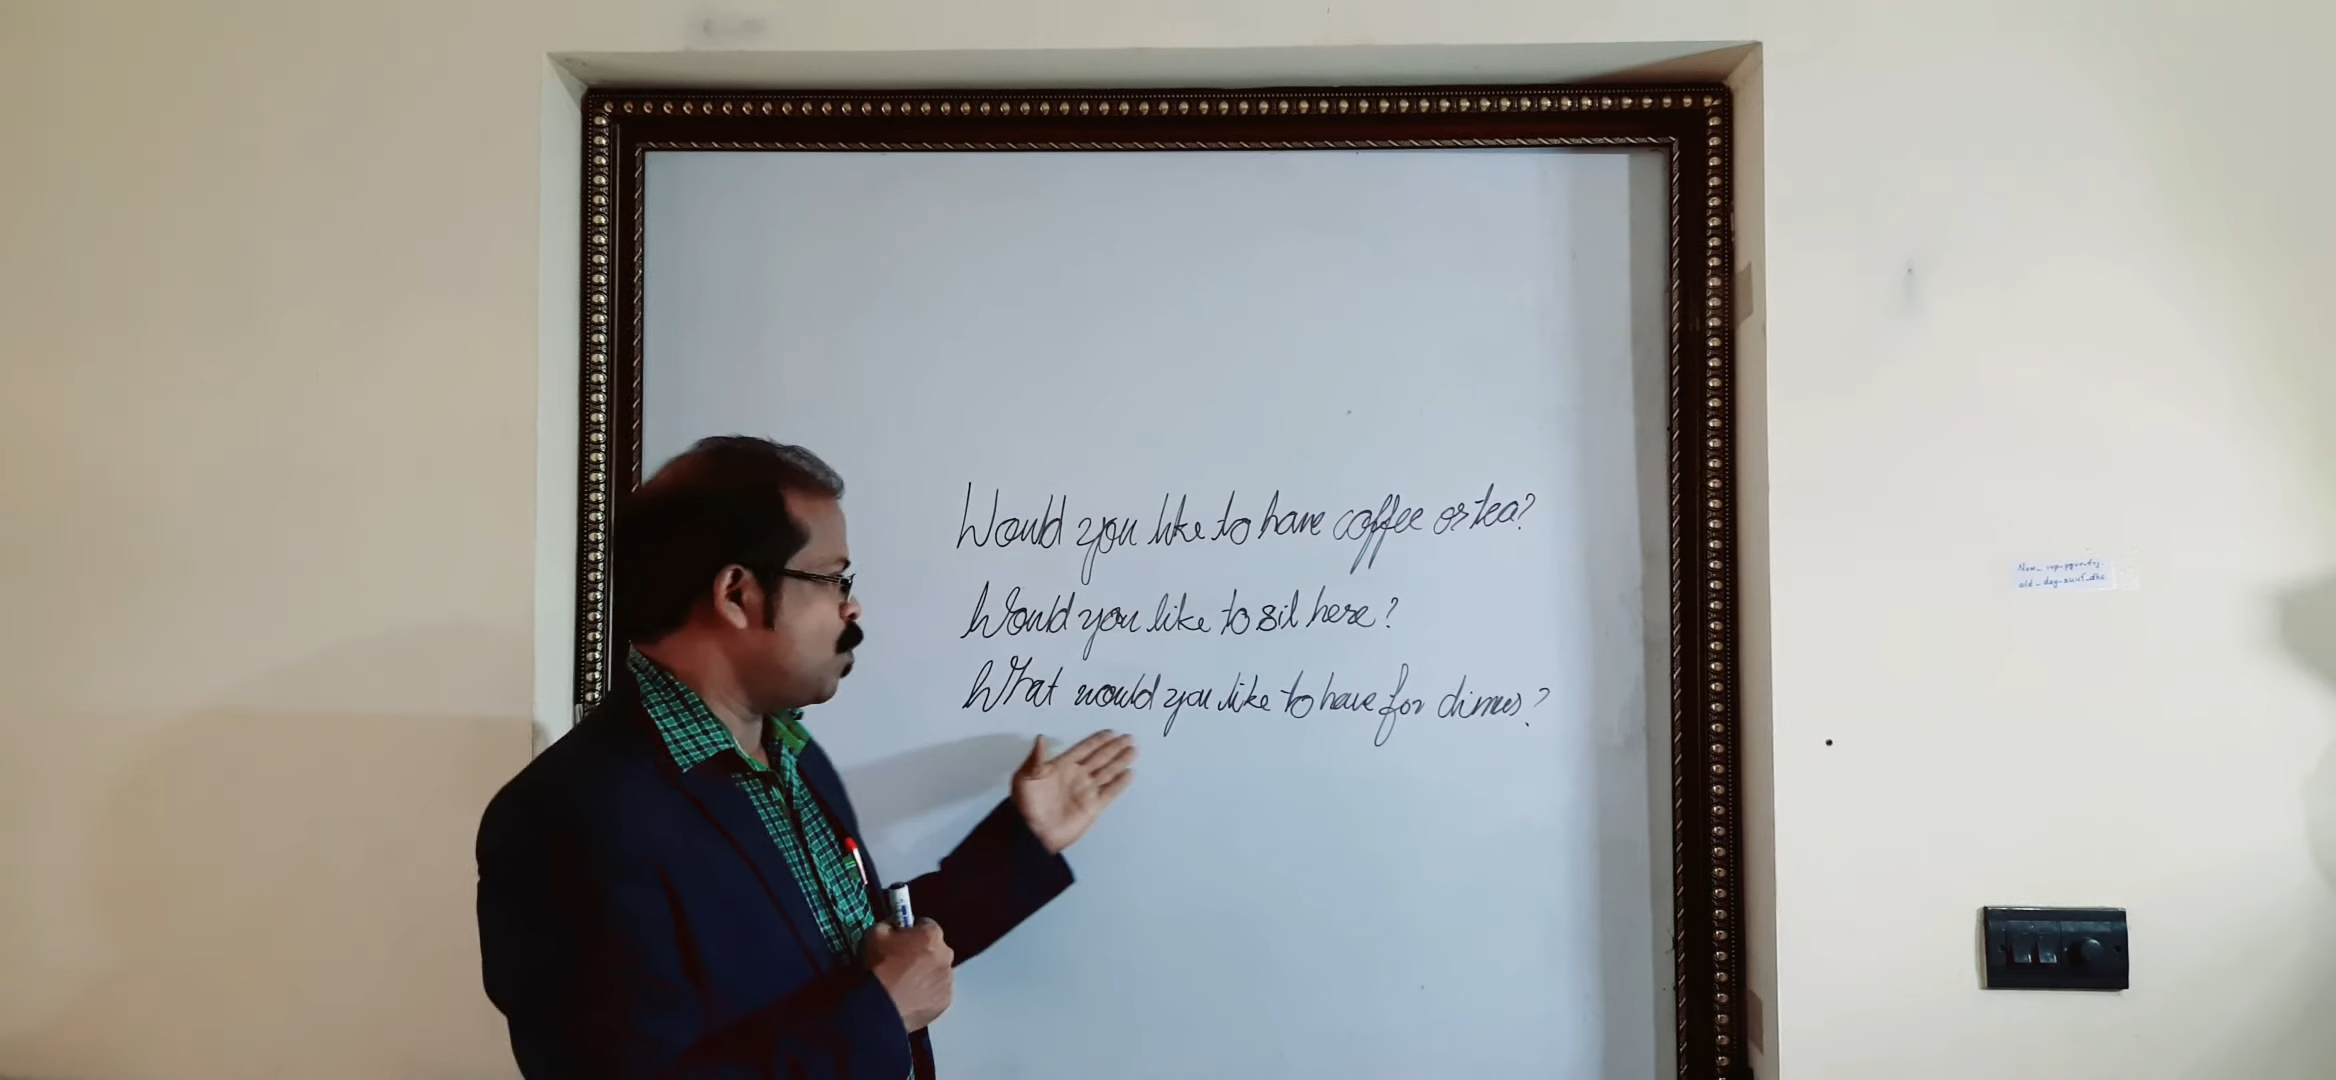 Would you like to have coffee or tea?
Would you like to sit here?
What would you like to have for dinner?